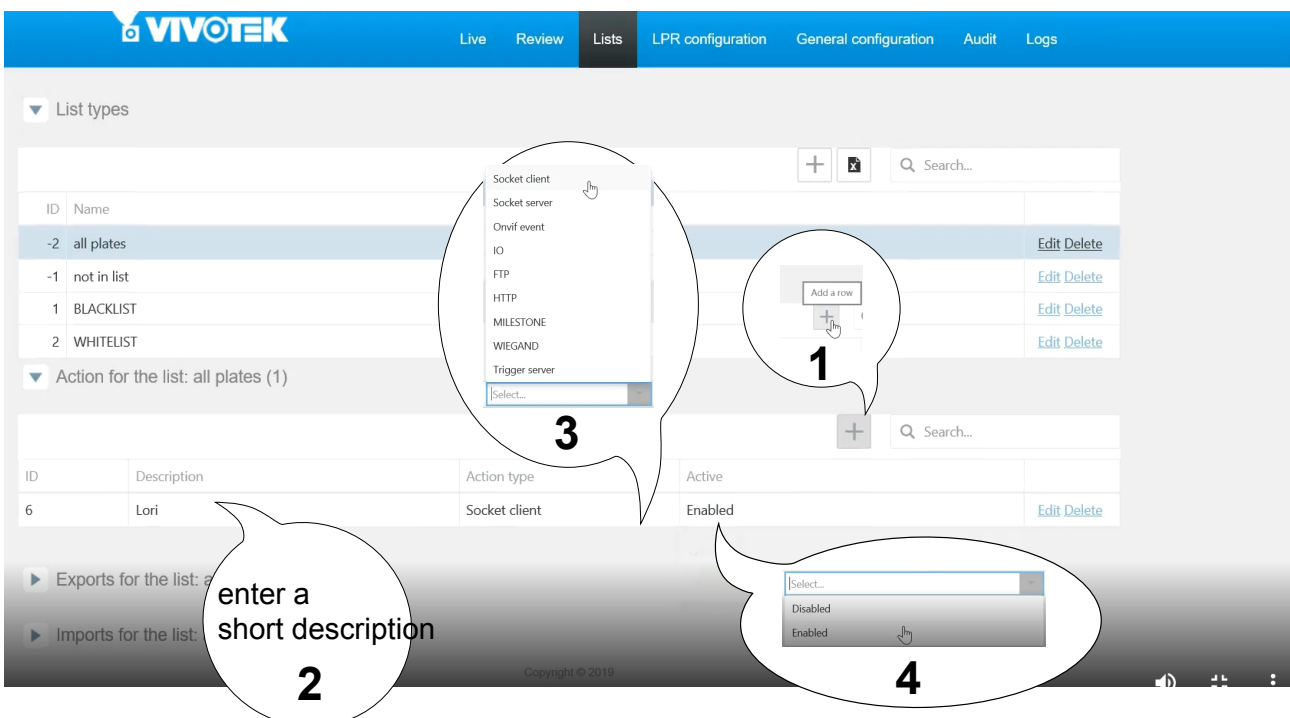 VIVOTEK
Live Review Lists LPR configuration General configuration Audit Logs
List types
Search...
ID Name
-2 all plates Edit Delete
-1 not in list Edit Delete
1 BLACKLIST Edit Delete
2 WHITELIST Edit Delete
Socket client
Socket server
Onvif event
IO
FTP
HTTP
MILESTONE
WIEGAND
Trigger server
Select...
3
Add a row
1
Action for the list: all plates (1)
Search...
ID Description Action type Active
6 Lori Socket client Enabled Edit Delete
Exports for the list: a
Imports for the list:
enter a
short description
2
Select...
Disabled
Enabled
4
Copyright © 2019